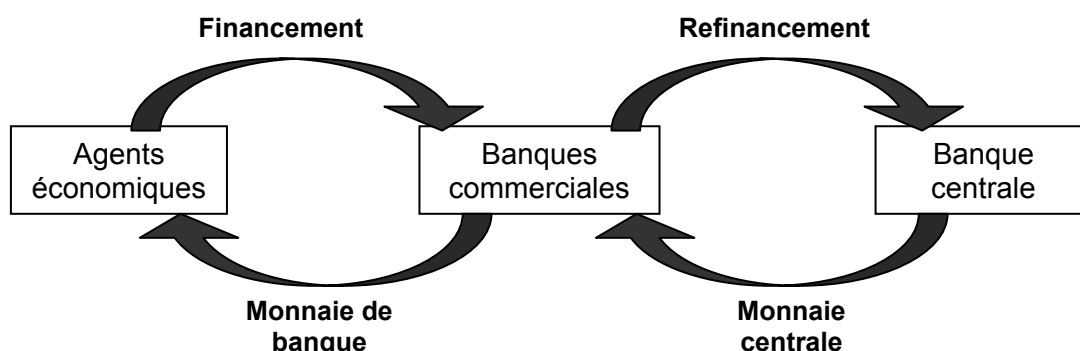 Financement
Refinancement
Agents
économiques
Banques
commerciales
Banque
centrale
Monnaie de
banque
Monnaie
centrale